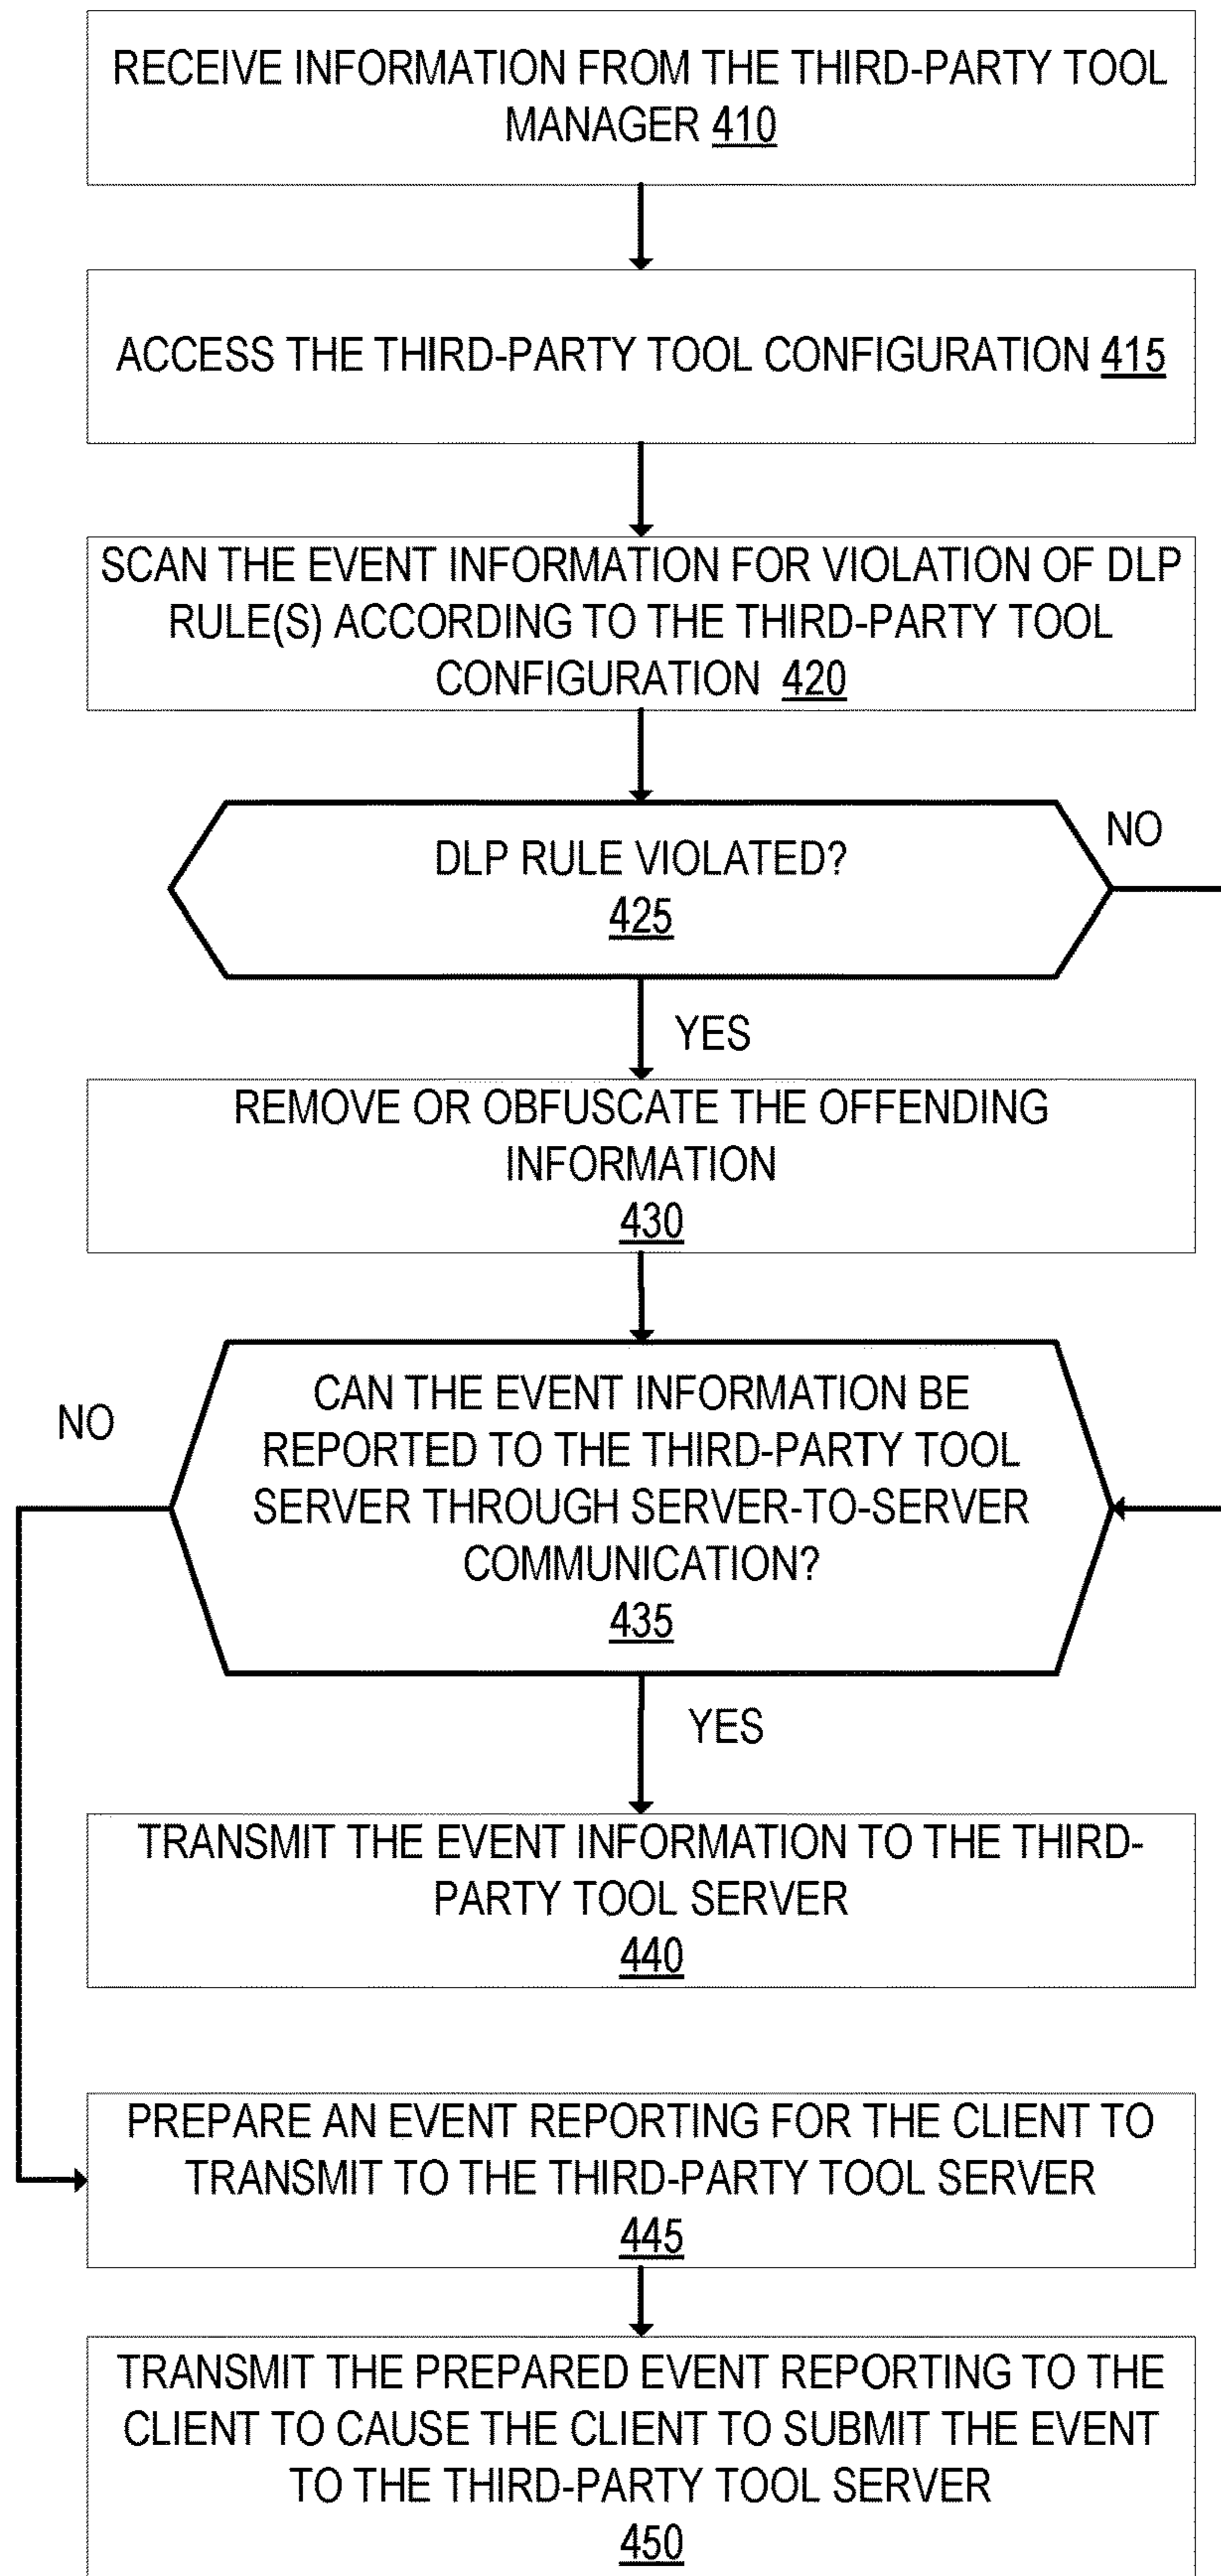 RECEIVE INFORMATION FROM THE THIRD-PARTY TOOL
MANAGER 410
ACCESS THE THIRD-PARTY TOOL CONFIGURATION 415
SCAN THE EVENT INFORMATION FOR VIOLATION OF DLP
RULE(S) ACCORDING TO THE THIRD-PARTY TOOL
CONFIGURATION 420
DLP RULE VIOLATED?
425
NO
YES
REMOVE OR OBFUSCATE THE OFFENDING
INFORMATION
430
CAN THE EVENT INFORMATION BE
REPORTED TO THE THIRD-PARTY TOOL
SERVER THROUGH SERVER-TO-SERVER
COMMUNICATION?
435
NO
YES
TRANSMIT THE EVENT INFORMATION TO THE THIRD-
PARTY TOOL SERVER
440
PREPARE AN EVENT REPORTING FOR THE CLIENT TO
TRANSMIT TO THE THIRD-PARTY TOOL SERVER
445
TRANSMIT THE PREPARED EVENT REPORTING TO THE
CLIENT TO CAUSE THE CLIENT TO SUBMIT THE EVENT
TO THE THIRD-PARTY TOOL SERVER
450